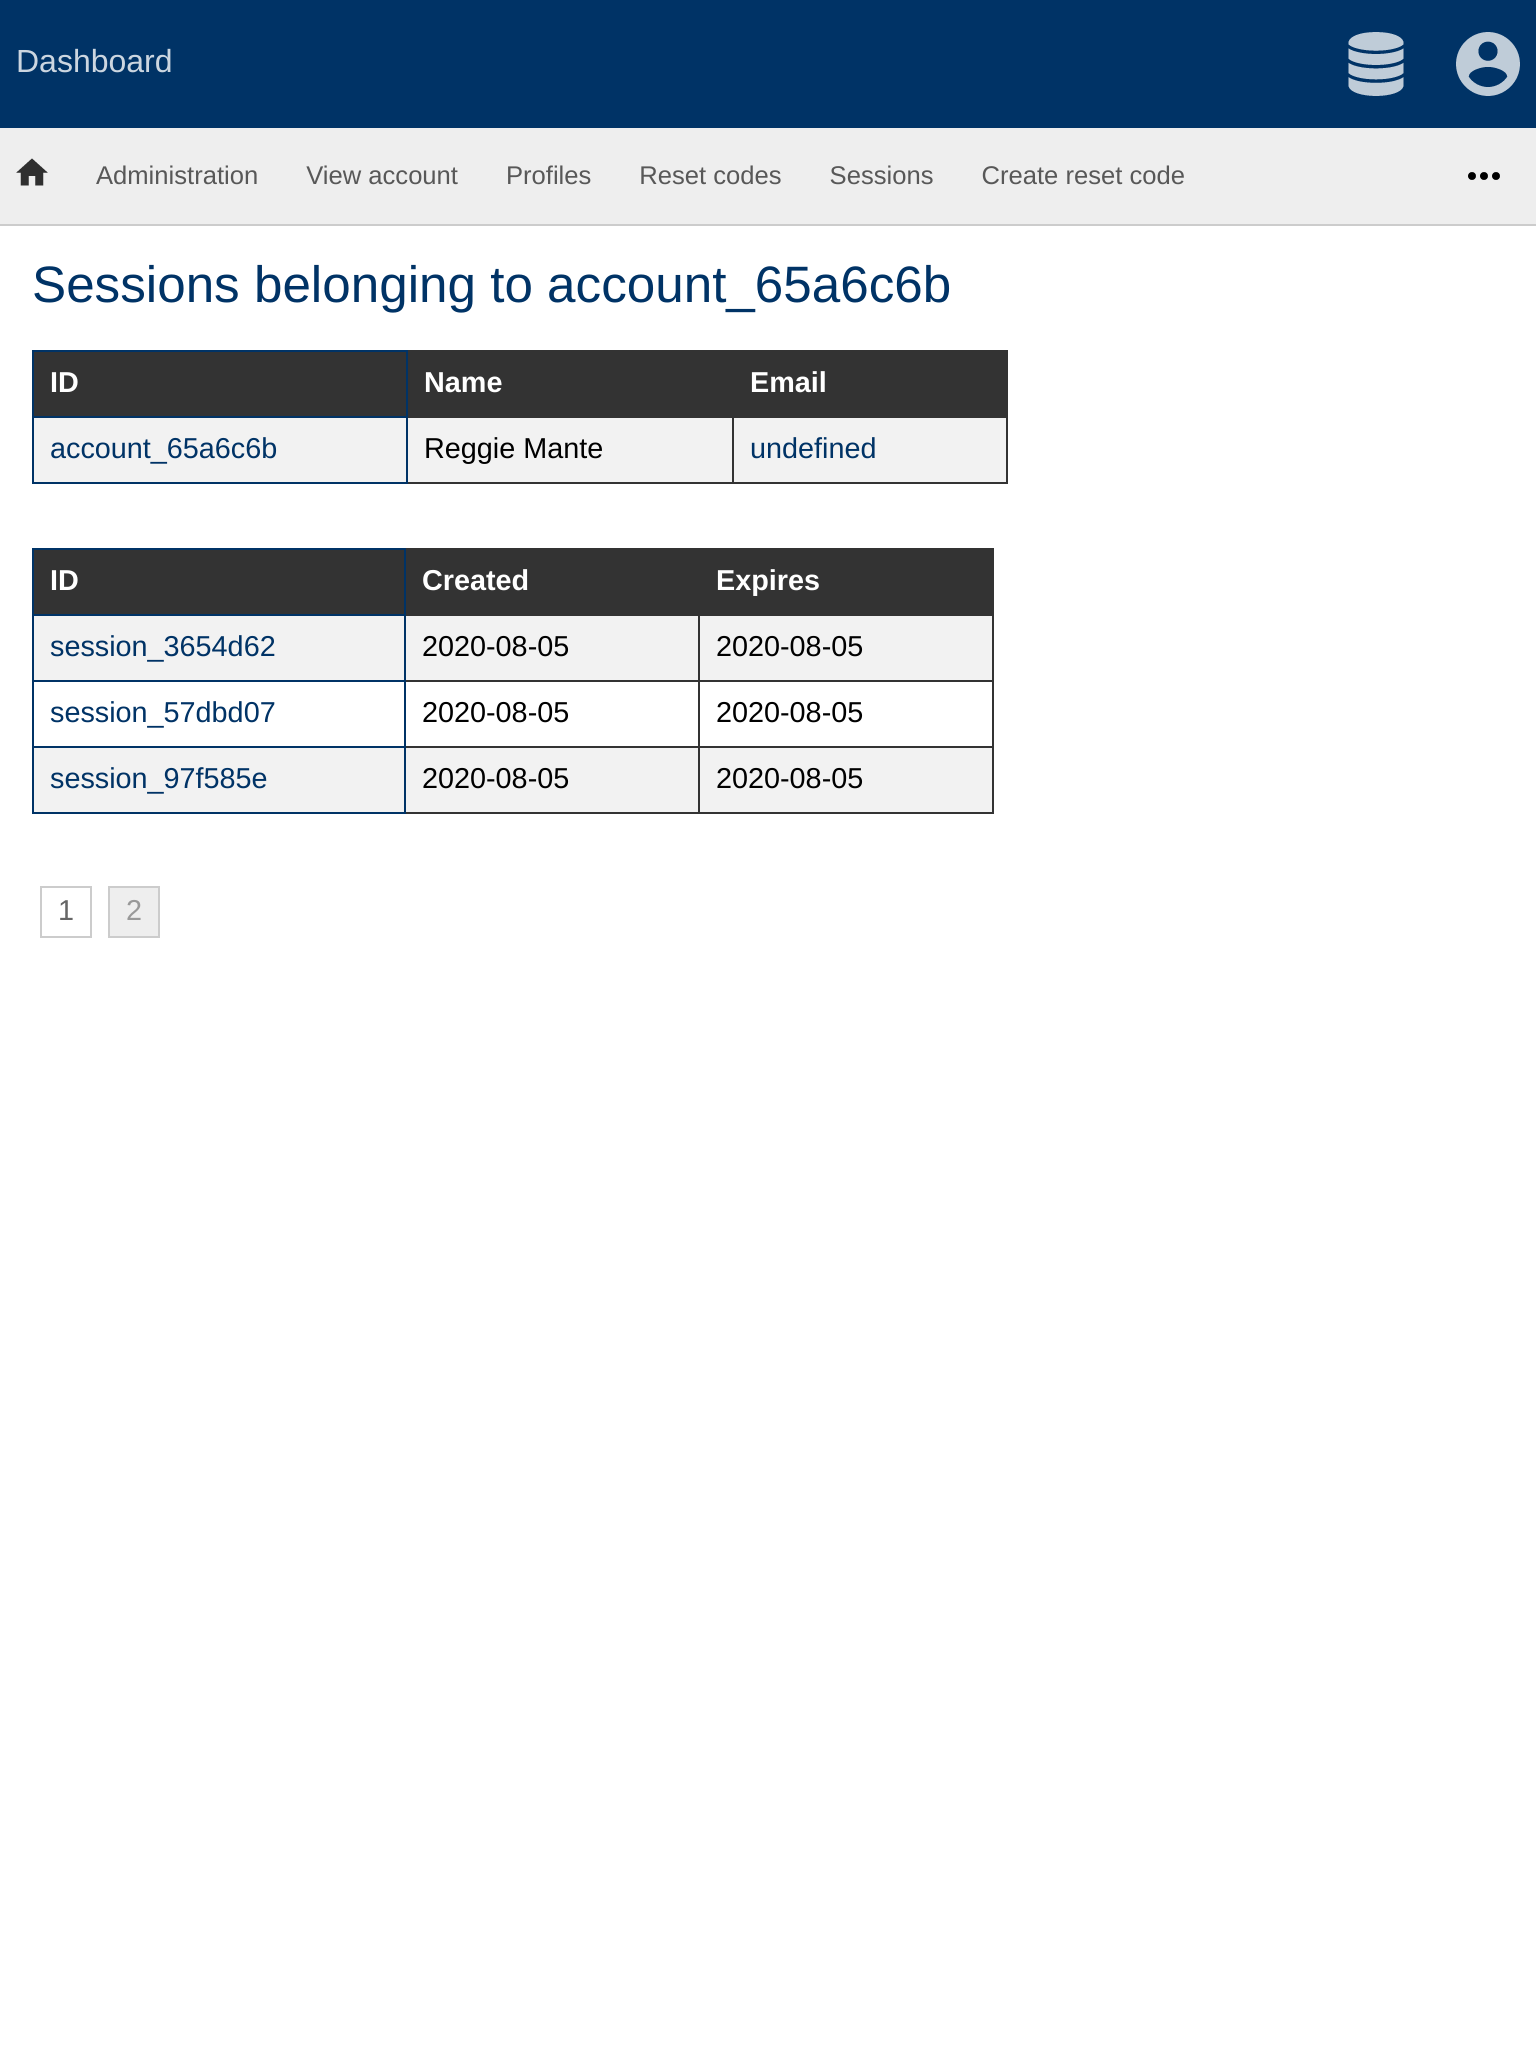 Dashboard
Administration View account Profiles Reset codes Sessions Create reset code
Sessions belonging to account_65a6c6b
ID Name Email
account_65a6c6b Reggie Mante undefined
ID Created Expires
session_3654d62 2020-08-05 2020-08-05
session_57dbd07 2020-08-05 2020-08-05
session_97f585e 2020-08-05 2020-08-05
1 2